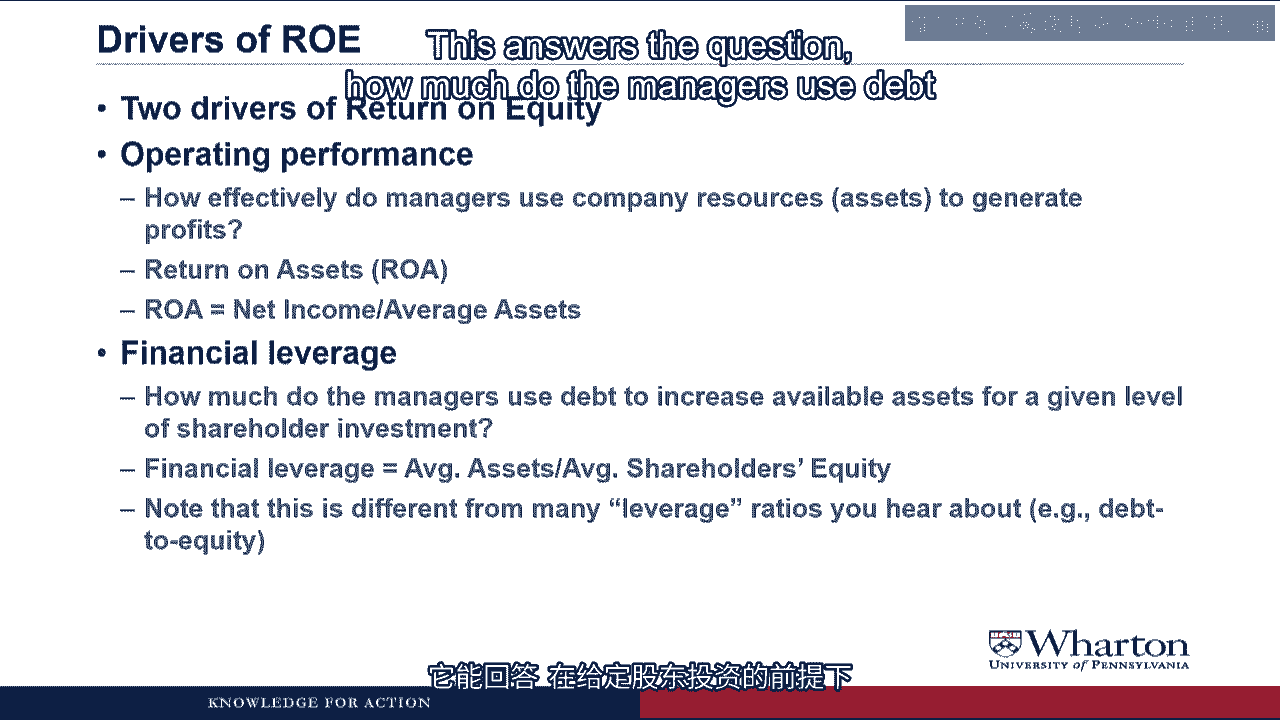 Drivers of ROE
This answers the question,
how much do the managers use debt
• Two drivers of Return on Equity
• Operating performance
– How effectively do managers use company resources (assets) to generate
profits?
– Return on Assets (ROA)
– ROA = Net Income/Average Assets
• Financial leverage
– How much do the managers use debt to increase available assets for a given level
of shareholder investment?
– Financial leverage = Avg. Assets/Avg. Shareholders’ Equity
– Note that this is different from many “leverage” ratios you hear about (e.g., debt-
to-equity)
Wharton
UNIVERSITY of PENNSYLVANIA
它能回答 在给定股东投资的前提下
KNOWLEDGE FOR ACTION